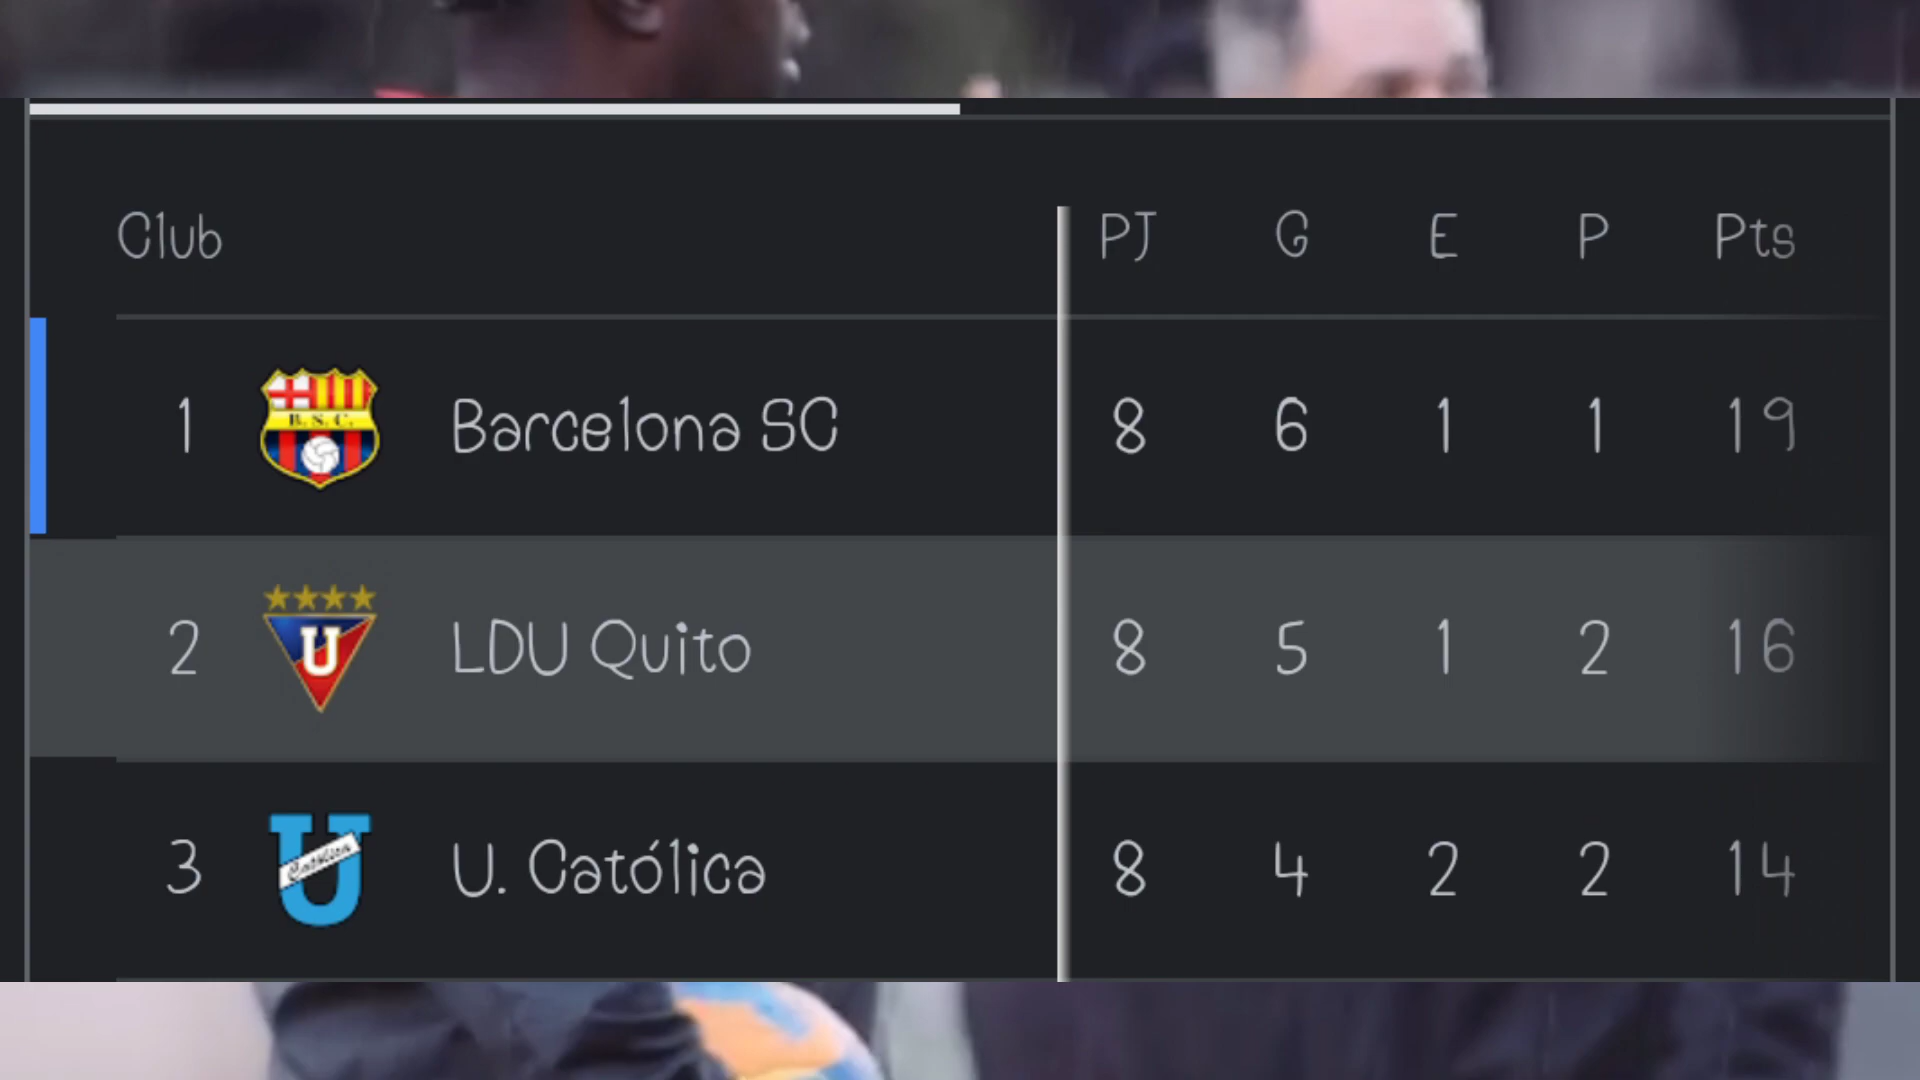 Club PJ G E P Pts
1 B. S. C. Barcelona SC 8 6 1 1 19
2 U LDU Quito 8 5 1 2 16
3 U Católica U. Católica 8 4 2 2 14